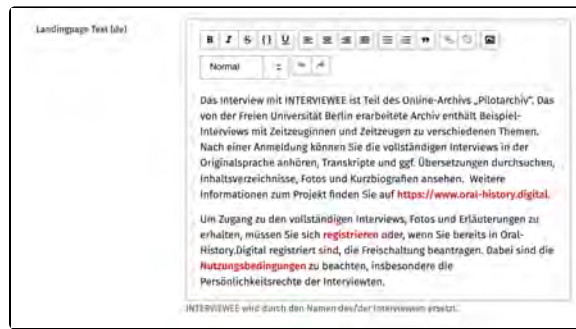 Landingpage Text (de)
B I S {} U
Normal
Das Interview mit INTERVIEWEE ist Teil des Online-Archivs „Pilotarchiv“. Das
von der Freien Universität Berlin erarbeitete Archiv enthält Beispiel-
Interviews mit Zeitzeuginnen und Zeitzeugen zu verschiedenen Themen.
Nach einer Anmeldung können Sie die vollständigen Interviews in der
Originalsprache anhören, Transkripte und ggf. Übersetzungen durchsuchen,
Inhaltsverzeichnisse, Fotos und Kurzbiografien ansehen. Weitere
Informationen zum Projekt finden Sie auf https://www.oral-history.digital.
Um Zugang zu den vollständigen Interviews, Fotos und Erläuterungen zu
erhalten, müssen Sie sich registrieren oder, wenn Sie bereits in Oral-
History.Digital registriert sind, die Freischaltung beantragen. Dabei sind die
Nutzungsbedingungen zu beachten, insbesondere die
Persönlichkeitsrechte der Interviewten.
INTERVIEWEE wird durch den Namen des/der Interviewten ersetzt.